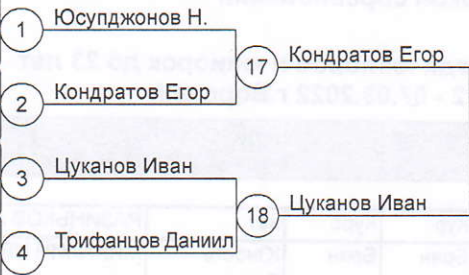 1
Юсупджонов Н.
17
Кондратов Егор
2
Кондратов Егор
3
Цуканов Иван
18
Цуканов Иван
4
Трифанцов Даниил